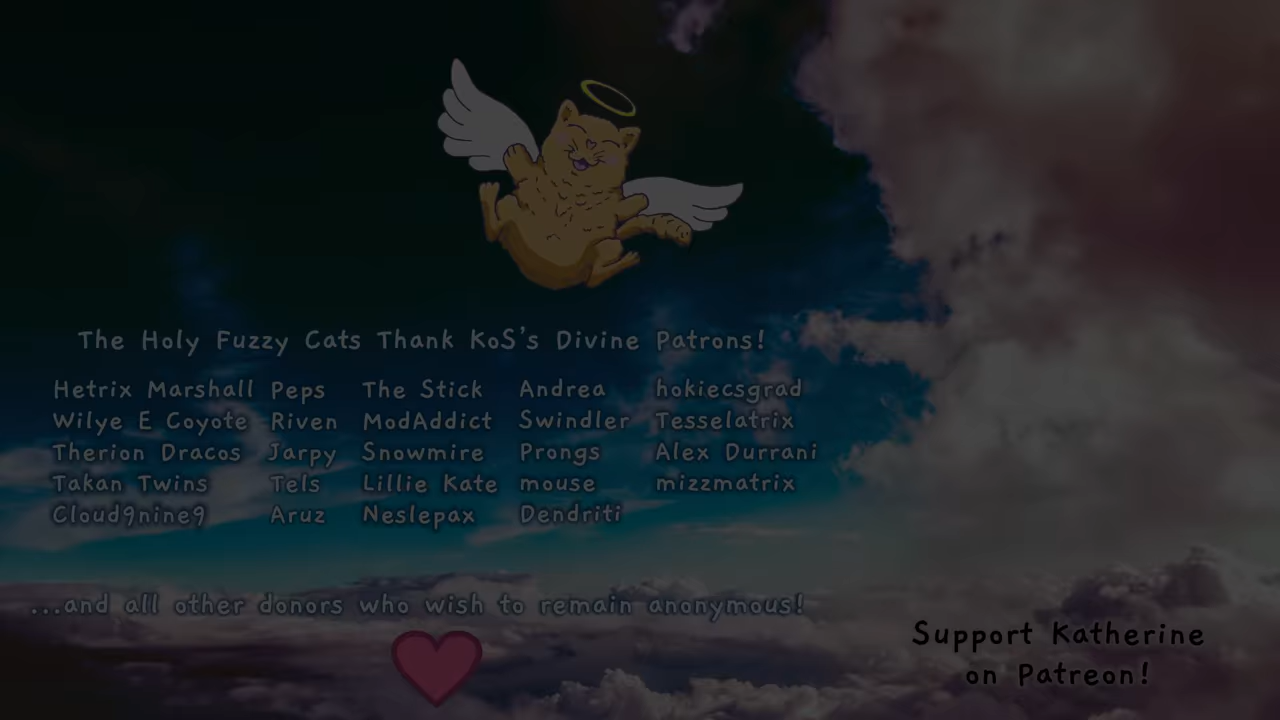 The Holy Fuzzy Cats Thank KoS's Divine Patrons!
Hetrix Marshall Peps The Stick Andrea hokiecsgrad
Wilye E Coyote Riven ModAddict Swindler Tesselatrix
Therion Dracos Jarpy Snowmire Prongs Alex Durrani
Takan Twins Tels Lillie Kate mouse mizzmatrix
Cloud9nine9 Aruz Neslepax Dendriti
...and all other donors who wish to remain anonymous!
Support Katherine
on Patreon!